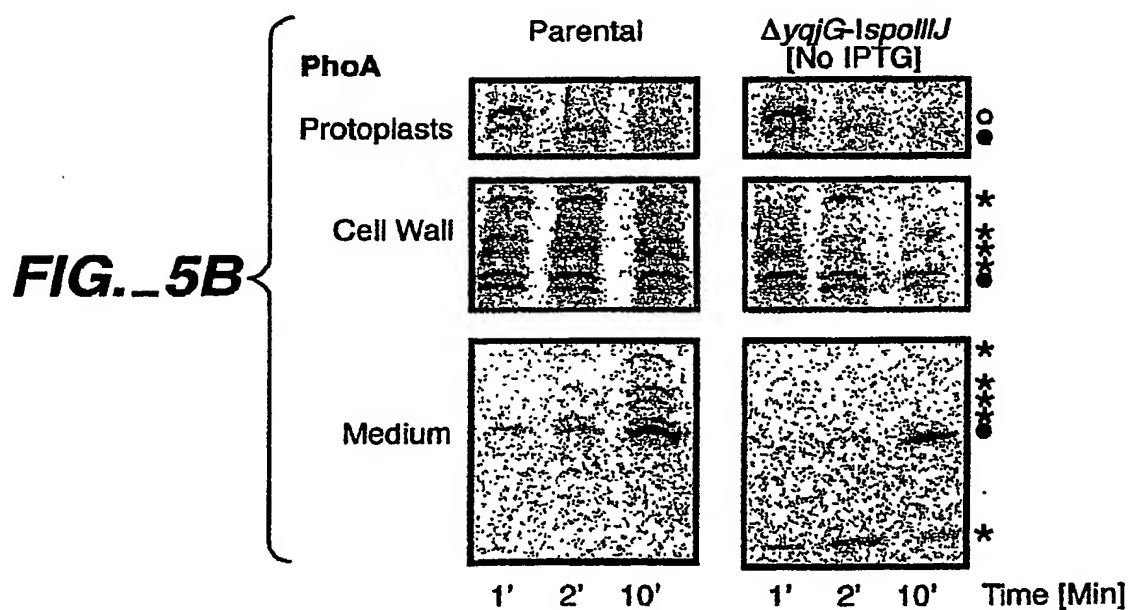 Parental
ΔyqjG-IspoIIIJ
[No IPTG]
PhoA
Protoplasts
Cell Wall
Medium
FIG._5B
1' 2' 10' 1' 2' 10' Time [Min]